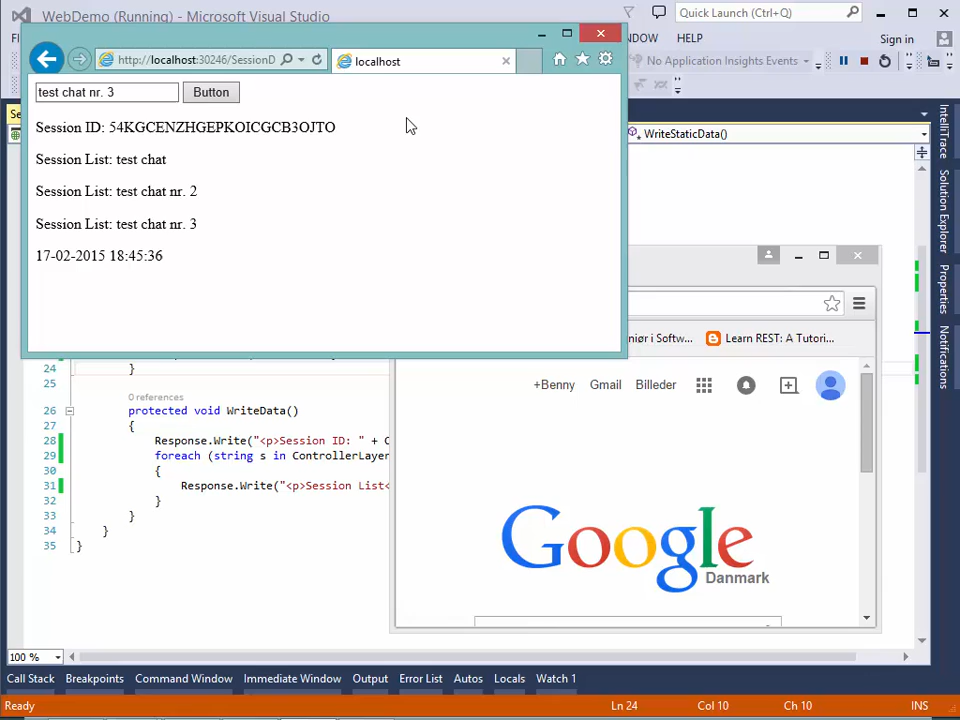 WebDemo (Running) - Microsoft Visual Studio
Quick Launch (Ctrl+Q)
NDOW HELP
Sign in
http://localhost:30246/SessionD
localhost
No Application Insights Events
test chat nr. 3
Button
WriteStaticData()
Session ID: 54KGCENZHGEPKOICGCB3OJTO
Session List: test chat
Session List: test chat nr. 2
Session List: test chat nr. 3
17-02-2015 18:45:36
IntelliTrace
Solution Explorer
Properties
Notifications
niør i Softw...
Learn REST: A Tutori...
24 }
25
0 references
26 protected void WriteData()
27 {
28 Response.Write("<p>Session ID: " + C
29 foreach (string s in ControllerLayer
30 {
31 Response.Write("<p>Session List<
32 }
33 }
34 }
35 }
+Benny Gmail Billeder
Google
Danmark
100 %
Call Stack Breakpoints Command Window Immediate Window Output Error List Autos Locals Watch 1
Ready Ln 24 Col 10 Ch 10 INS